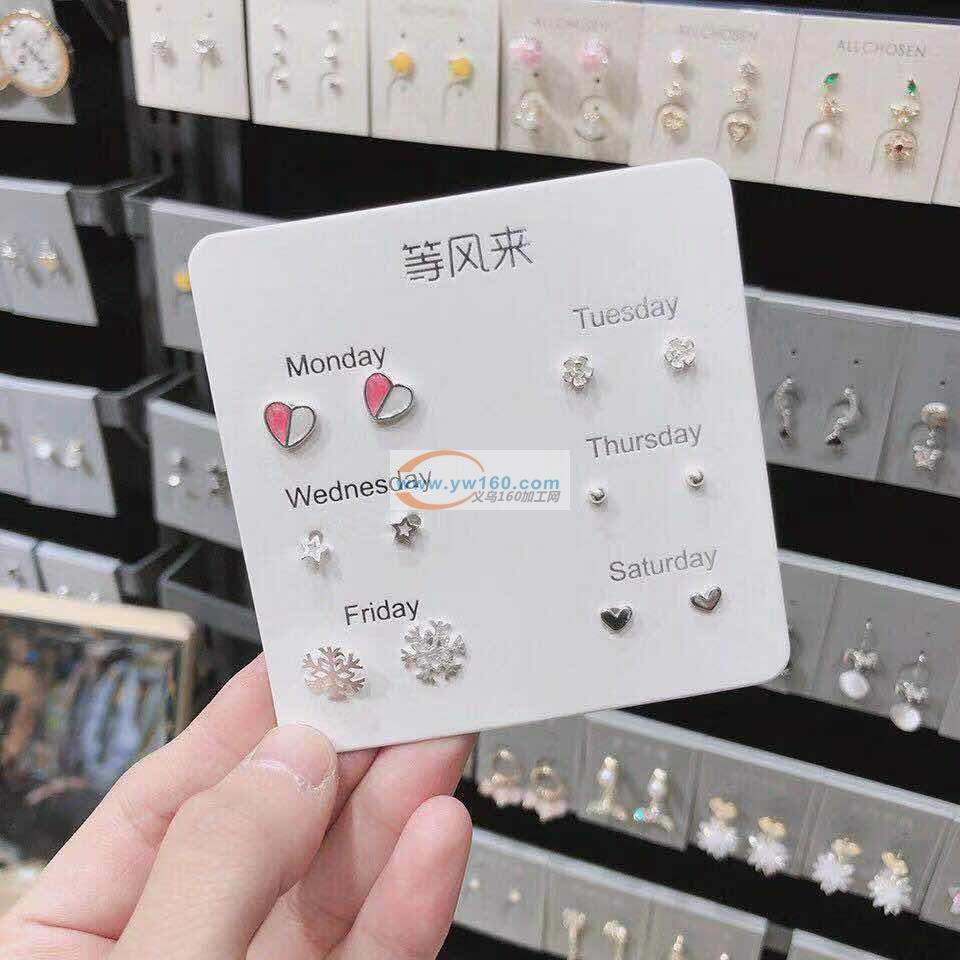 ALLCHOSEN
ALLCHOSEN
ALLCHOSEN
等风来
Monday
Tuesday
Wednesday
Thursday
www.yw160.com
义乌160加工网
Friday
Saturday